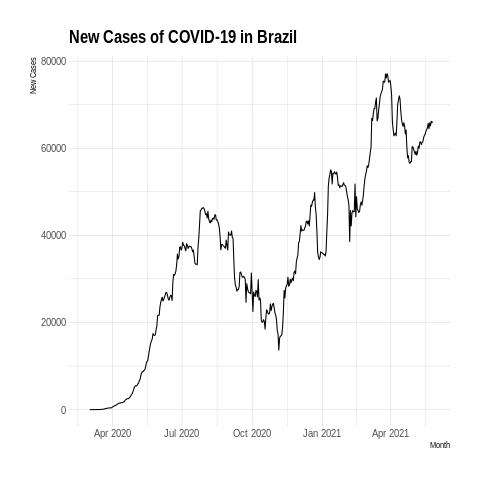 New Cases of COVID-19 in Brazil
New Cases
80000
60000
40000
20000
0
Apr 2020 Jul 2020 Oct 2020 Jan 2021 Apr 2021
Month